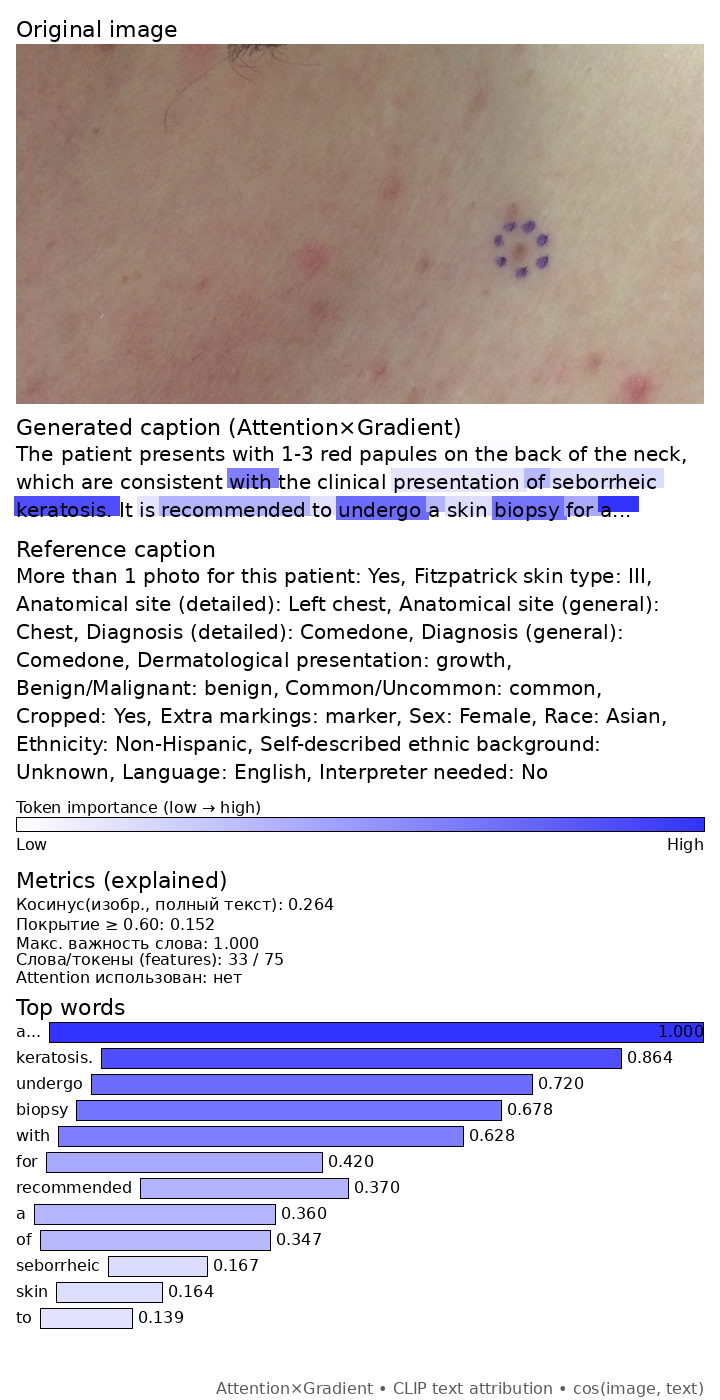 Original image
Generated caption (Attention×Gradient)
The patient presents with 1-3 red papules on the back of the neck,
which are consistent with the clinical presentation of seborrheic
keratosis. It is recommended to undergo a skin biopsy for a...
Reference caption
More than 1 photo for this patient: Yes, Fitzpatrick skin type: III,
Anatomical site (detailed): Left chest, Anatomical site (general):
Chest, Diagnosis (detailed): Comedone, Diagnosis (general):
Comedone, Dermatological presentation: growth,
Benign/Malignant: benign, Common/Uncommon: common,
Cropped: Yes, Extra markings: marker, Sex: Female, Race: Asian,
Ethnicity: Non-Hispanic, Self-described ethnic background:
Unknown, Language: English, Interpreter needed: No
Token importance (low → high)
Low High
Metrics (explained)
Косинус(изобр., полный текст): 0.264
Покрытие ≥ 0.60: 0.152
Макс. важность слова: 1.000
Слова/токены (features): 33 / 75
Attention использован: нет
Top words
a... 1.000
keratosis. 0.864
undergo 0.720
biopsy 0.678
with 0.628
for 0.420
recommended 0.370
a 0.360
of 0.347
seborrheic 0.167
skin 0.164
to 0.139
Attention×Gradient • CLIP text attribution • cos(image, text)